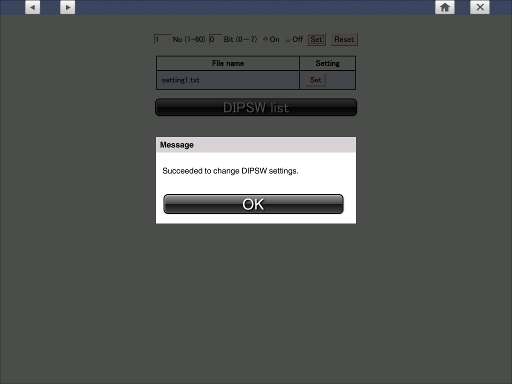 1 No (1-60) 0 Bit (0-7) On Off Set Reset
File name Setting
setting1.txt Set
DIPSW list
Message
Succeeded to change DIPSW settings.
OK